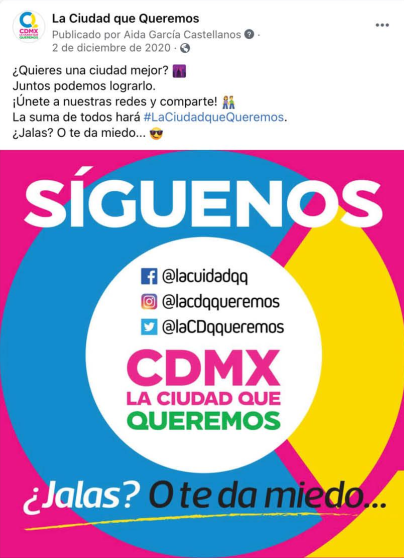 La Ciudad que Queremos
Publicado por Aida García Castellanos
2 de diciembre de 2020 ·
¿Quieres una ciudad mejor? 🌆
Juntos podemos lograrlo.
¡Únete a nuestras redes y comparte! 👫
La suma de todos hará #LaCiudadqueQueremos.
¿Jalas? O te da miedo... 😎
SÍGUENOS
@lacuidadqq
@lacdqqueremos
@laCDqqueremos
CDMX
LA CIUDAD QUE
QUEREMOS
¿Jalas? O te da miedo...